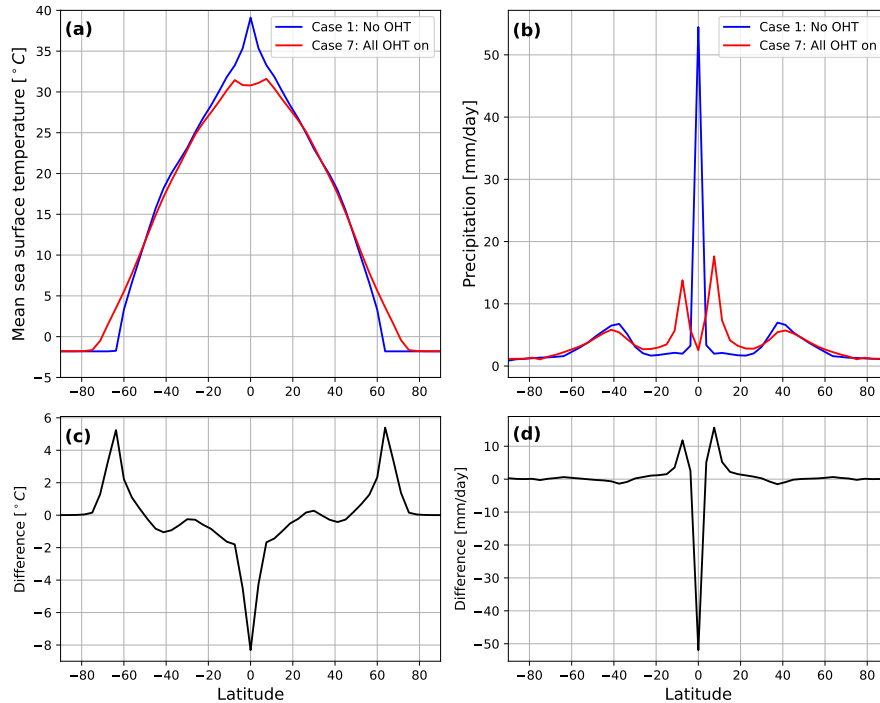 (a)
Case 1: No OHT
Case 7: All OHT on
Mean sea surface temperature [°C]
40
35
30
25
20
15
10
5
0
−5
−80 −60 −40 −20 0 20 40 60 80
(b)
Case 1: No OHT
Case 7: All OHT on
Precipitation [mm/day]
50
40
30
20
10
0
−80 −60 −40 −20 0 20 40 60 80
(c)
Difference [°C]
6
4
2
0
−2
−4
−6
−8
−80 −60 −40 −20 0 20 40 60 80
Latitude
(d)
Difference [mm/day]
10
0
−10
−20
−30
−40
−50
−80 −60 −40 −20 0 20 40 60 80
Latitude